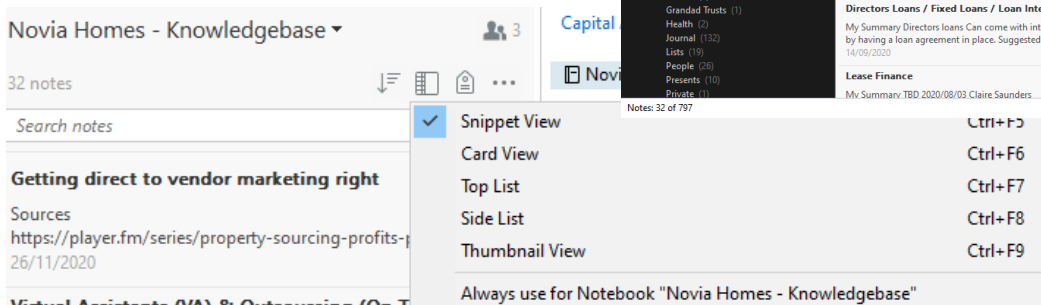 Novia Homes - Knowledgebase
3
32 notes
Search notes
Getting direct to vendor marketing right
Sources
https://player.fm/series/property-sourcing-profits-p
26/11/2020
Capital
Novi
Snippet View Ctrl+F5
Card View Ctrl+F6
Top List Ctrl+F7
Side List Ctrl+F8
Thumbnail View Ctrl+F9
Always use for Notebook "Novia Homes - Knowledgebase"
Grandad Trusts (1)
Health (2)
Journal (132)
Lists (19)
People (26)
Presents (10)
Private (1)
Notes: 32 of 797
Directors Loans / Fixed Loans / Loan Inte
My Summary Directors loans Can come with int
by having a loan agreement in place. Suggested
14/09/2020
Lease Finance
My Summary TBD 2020/08/03 Claire Saunders